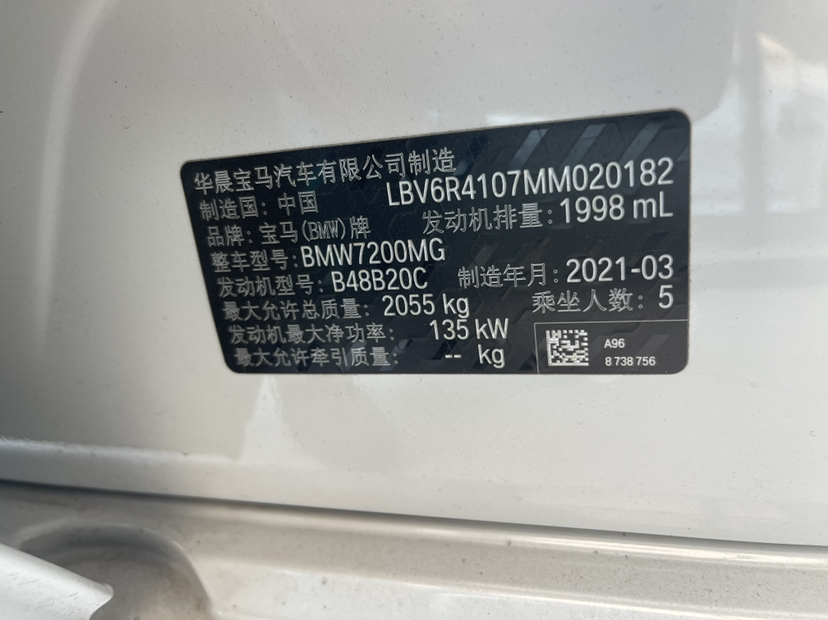 华晨宝马汽车有限公司制造
制造国: 中国 LBV6R4107MM020182
品牌: 宝马(BMW)牌 发动机排量: 1998 mL
整车型号: BMW7200MG
发动机型号: B48B20C 制造年月: 2021-03
最大允许总质量: 2055 kg 乘坐人数: 5
发动机最大净功率: 135 kW
最大允许牵引质量: -- kg
A96
8 738 756